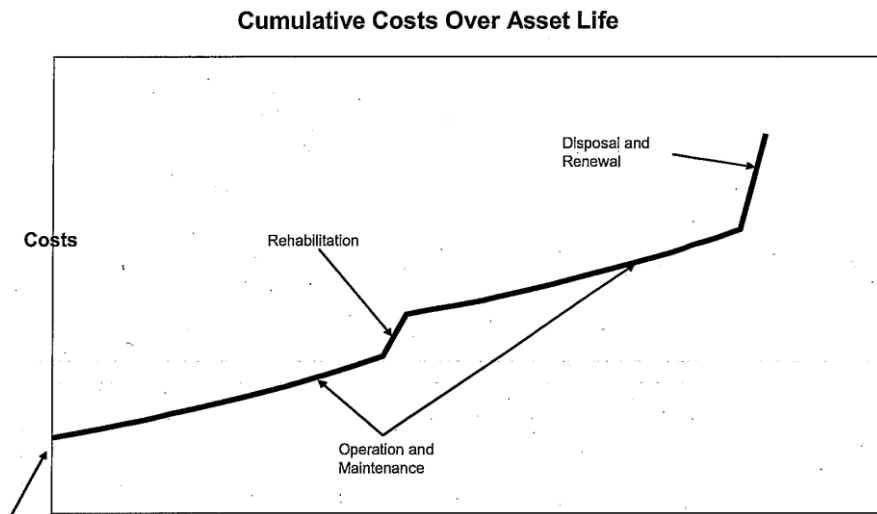 Cumulative Costs Over Asset Life
Disposal and
Renewal
Costs
Rehabilitation
Operation and
Maintenance